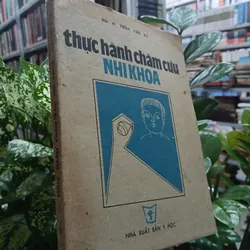 thực hành châm cứu
NHI KHOA
NHÀ XUẤT BẢN Y HỌC